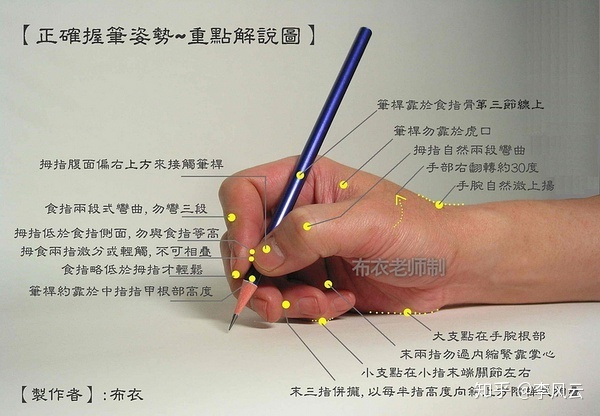 【正確握筆姿勢~重點解說圖】
筆桿靠於食指骨第三節線上
筆桿勿靠於虎口
拇指自然兩段彎曲
手部右翻轉約30度
手腕自然微上揚
拇指腹面偏右上方來接觸筆桿
食指兩段式彎曲,勿彎三段
拇指低於食指側面,勿與食指等高
拇食兩指微分或輕觸,不可相疊
食指略低於拇指才輕鬆
筆桿約靠於中指指甲根部高度
布衣老师制
大支點在手腕根部
末兩指勿過內縮緊靠掌心
小支點在小指末端關節左右
末三指併攏,以每半指高度向
【製作者】:布衣
知乎 @李风云